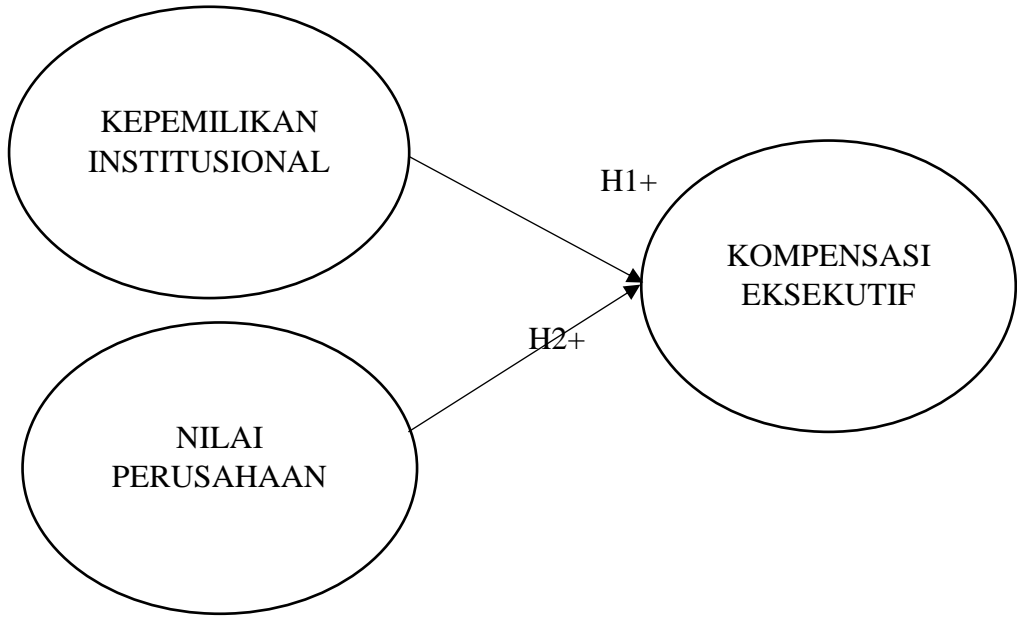 KEPEMILIKAN
INSTITUSIONAL
H1+
KOMPENSASI
EKSEKUTIF
H2+
NILAI
PERUSAHAAN